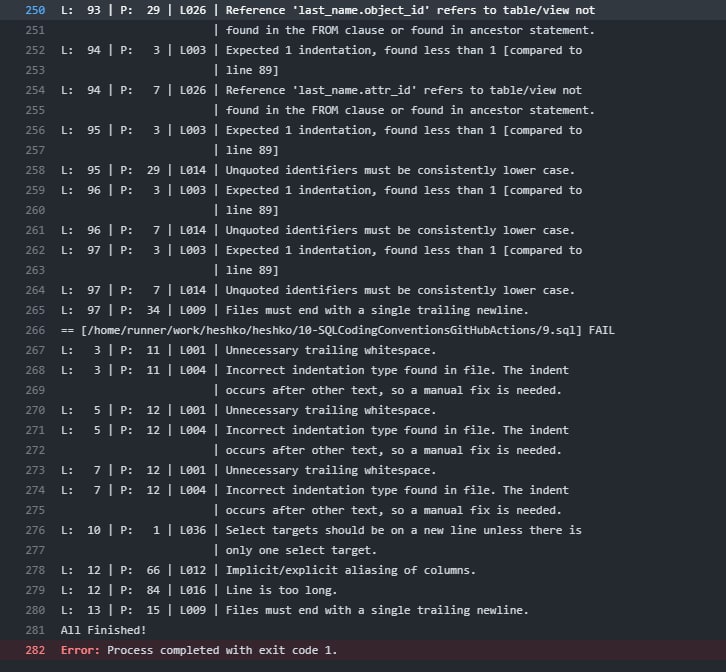 250 L:  93 | P:  29 | L026 | Reference 'last_name.object_id' refers to table/view not
251                        | found in the FROM clause or found in ancestor statement.
252 L:  94 | P:   3 | L003 | Expected 1 indentation, found less than 1 [compared to
253                        | line 89]
254 L:  94 | P:   7 | L026 | Reference 'last_name.attr_id' refers to table/view not
255                        | found in the FROM clause or found in ancestor statement.
256 L:  95 | P:   3 | L003 | Expected 1 indentation, found less than 1 [compared to
257                        | line 89]
258 L:  95 | P:  29 | L014 | Unquoted identifiers must be consistently lower case.
259 L:  96 | P:   3 | L003 | Expected 1 indentation, found less than 1 [compared to
260                        | line 89]
261 L:  96 | P:   7 | L014 | Unquoted identifiers must be consistently lower case.
262 L:  97 | P:   3 | L003 | Expected 1 indentation, found less than 1 [compared to
263                        | line 89]
264 L:  97 | P:   7 | L014 | Unquoted identifiers must be consistently lower case.
265 L:  97 | P:  34 | L009 | Files must end with a single trailing newline.
266 == [/home/runner/work/heshko/heshko/10-SQLCodingConventionsGitHubActions/9.sql] FAIL
267 L:   3 | P:  11 | L001 | Unnecessary trailing whitespace.
268 L:   3 | P:  11 | L004 | Incorrect indentation type found in file. The indent
269                        | occurs after other text, so a manual fix is needed.
270 L:   5 | P:  12 | L001 | Unnecessary trailing whitespace.
271 L:   5 | P:  12 | L004 | Incorrect indentation type found in file. The indent
272                        | occurs after other text, so a manual fix is needed.
273 L:   7 | P:  12 | L001 | Unnecessary trailing whitespace.
274 L:   7 | P:  12 | L004 | Incorrect indentation type found in file. The indent
275                        | occurs after other text, so a manual fix is needed.
276 L:  10 | P:   1 | L036 | Select targets should be on a new line unless there is
277                        | only one select target.
278 L:  12 | P:  66 | L012 | Implicit/explicit aliasing of columns.
279 L:  12 | P:  84 | L016 | Line is too long.
280 L:  13 | P:  15 | L009 | Files must end with a single trailing newline.
281 All Finished!
282 Error: Process completed with exit code 1.